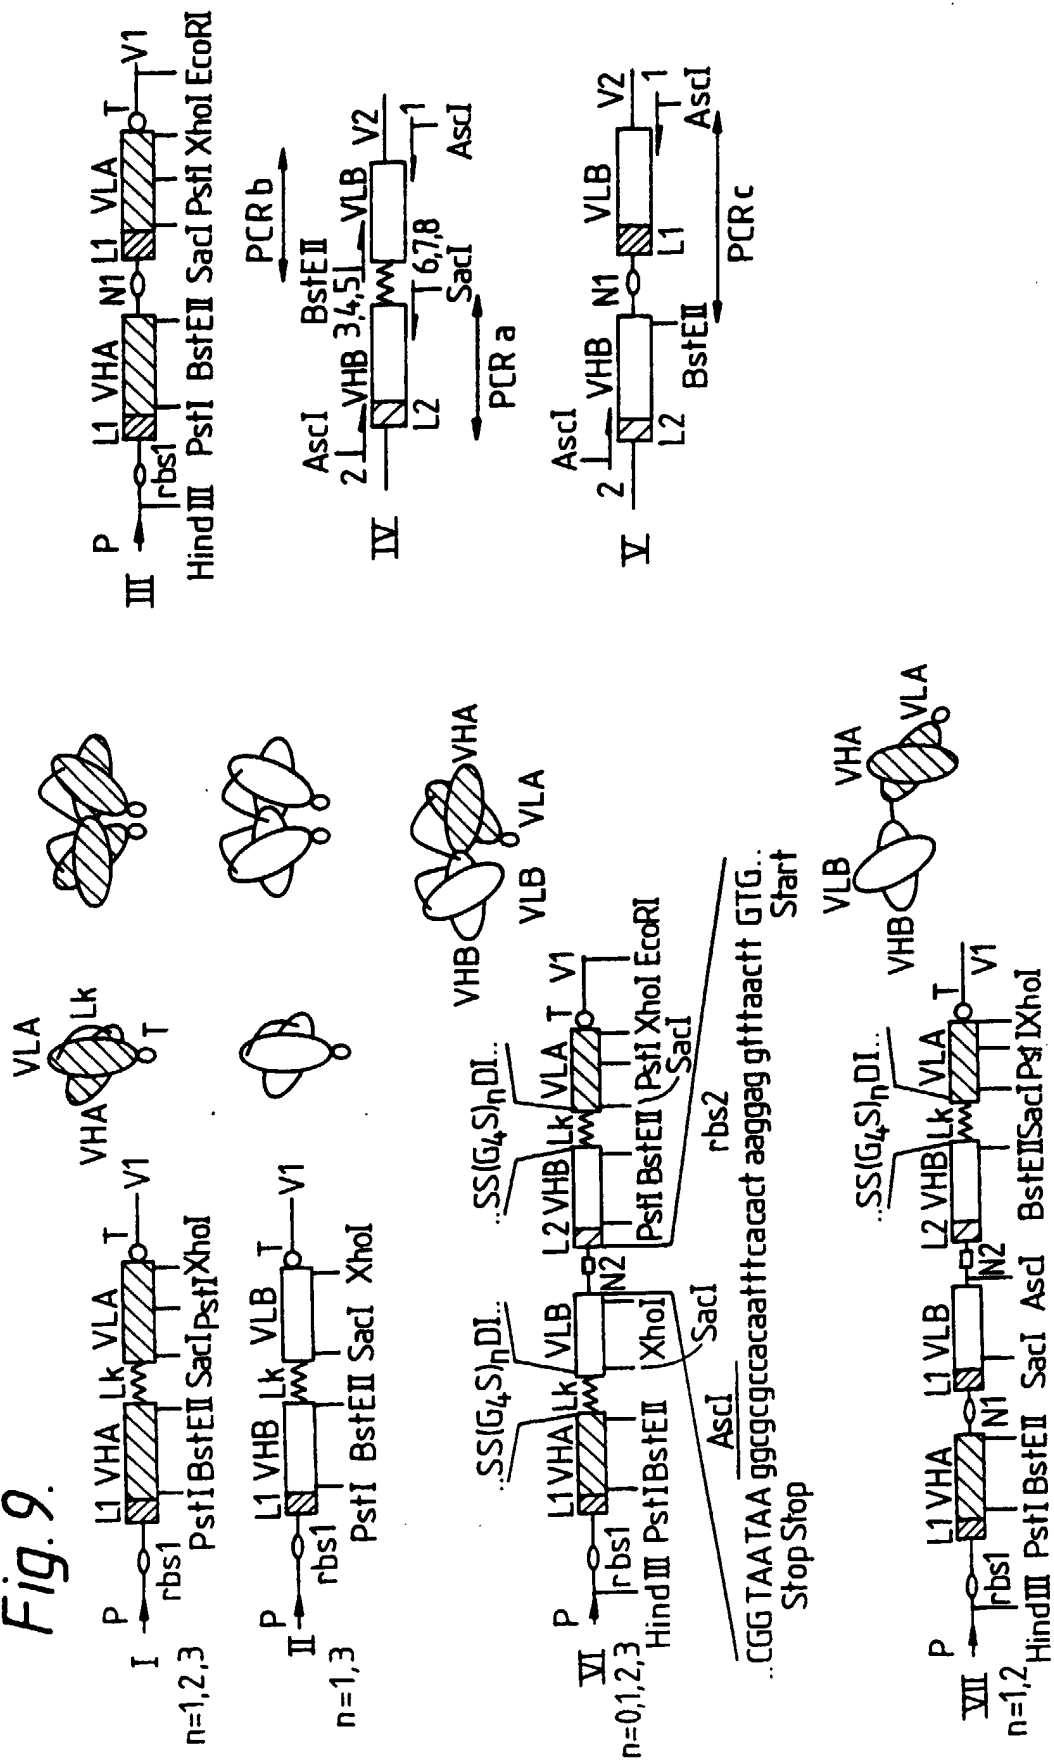 Fig. 9.
P L1 VHA Lk VLA T V1
I rbs1
PstI BstEII SacI PstI XhoI
n=1,2,3
VLA
VHA Lk
T
P L1 VHB Lk VLB T V1
II rbs1
PstI BstEII SacI XhoI
n=1,3
..SS(G4S)nDI.. ..SS(G4S)nDI..
P L1 VHA Lk VLB L2 VHB Lk VLA T V1
VI rbs1 N2
n=0,1,2,3
HindIII PstI BstEII XhoI PstI BstEII PstI XhoI EcoRI
SacI SacI
AscI rbs2
..CGG TAATAA ggcgcgccacaatttcacact aaggag gtttaactt GTG..
Stop Stop Start
VHB VHA
VLB VLA
..SS(G4S)nDI..
P L1 VHA L1 VLB L2 VHB Lk VLA T
VII rbs1 N1 N2 V1
n=1,2
HindIII PstI BstEII SacI AscI BstEII SacI PstI XhoI
VLB VHA
VHB VLA
P L1 VHA N1 L1 VLA T V1
III rbs1
HindIII PstI BstEII SacI PstI XhoI EcoRI
PCR b
AscI BstEII
2 VHB 3,4,5 VLB V2
IV
L2 6,7,8 1
SacI AscI
PCR a
AscI
2 VHB N1 VLB V2
V
L2 L1 1
BstEII AscI
PCR c